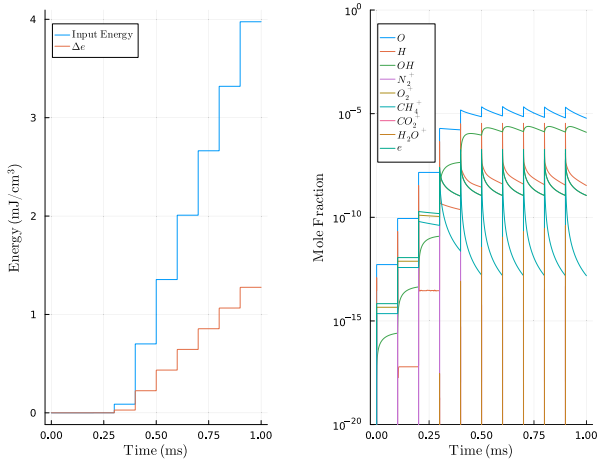 Input Energy
Δe
Energy (mJ/cm³)
4
3
2
1
0
0.00 0.25 0.50 0.75 1.00
Time (ms)
O
H
OH
N₂⁺
O₂⁺
CH₄⁺
CO₂⁺
H₂O⁺
e
Mole Fraction
10⁰
10⁻⁵
10⁻¹⁰
10⁻¹⁵
10⁻²⁰
0.00 0.25 0.50 0.75 1.00
Time (ms)